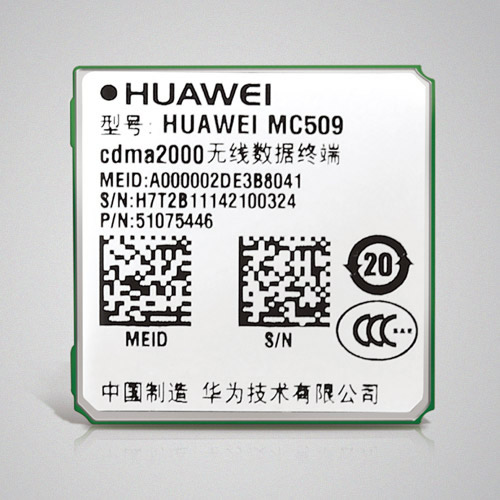 HUAWEI
型号: HUAWEI MC509
cdma2000无线数据终端
MEID:A000002DE3B8041
S/N:H7T2B11142100324
P/N:51075446
20
MEID
S/N
CCC
中国制造 华为技术有限公司